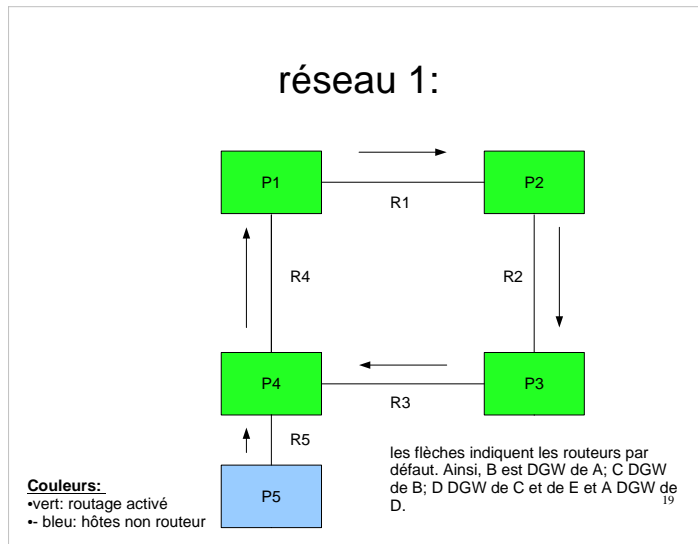 réseau 1:
P1
P2
R1
R4
R2
P4
P3
R3
R5
P5
les flèches indiquent les routeurs par
défaut. Ainsi, B est DGW de A; C DGW
de B; D DGW de C et de E et A DGW de
D.
19
Couleurs:
•vert: routage activé
•- bleu: hôtes non routeur